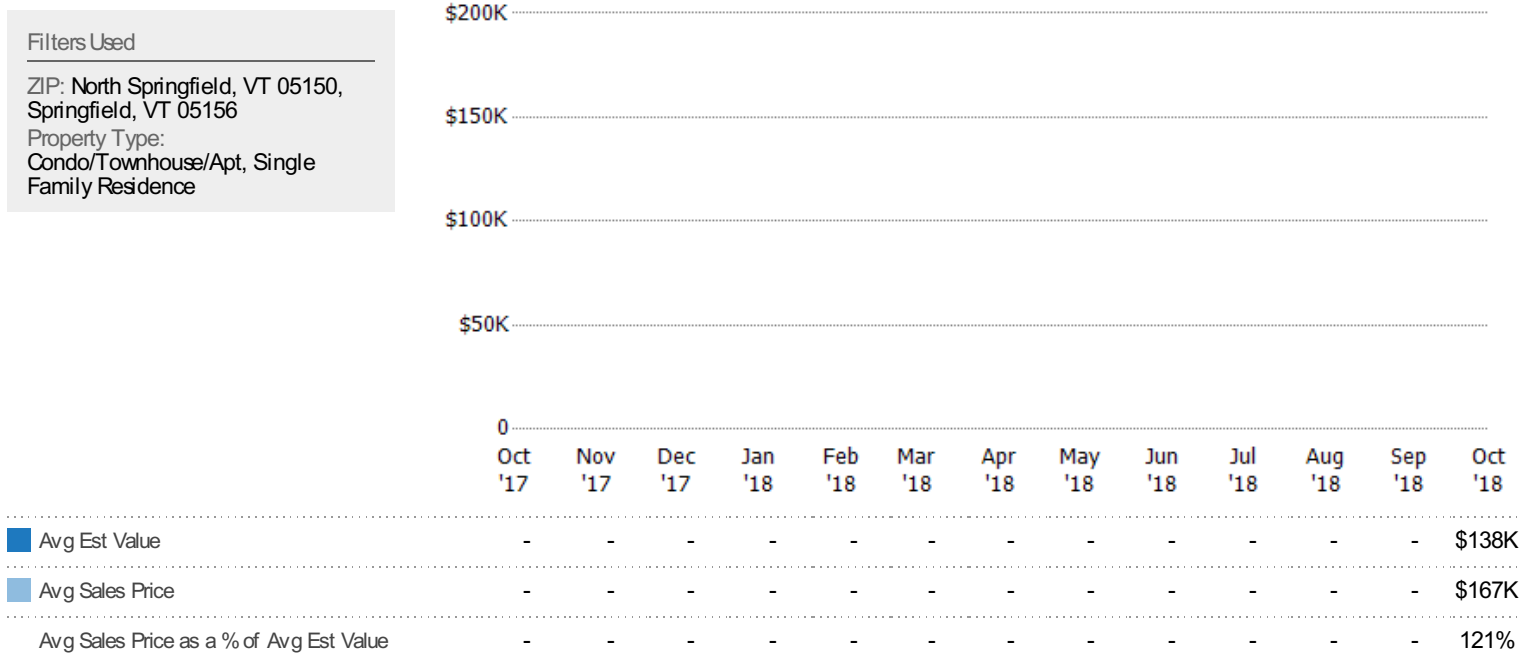 Filters Used
ZIP: North Springfield, VT 05150,
Springfield, VT 05156
Property Type:
Condo/Townhouse/Apt, Single
Family Residence
$200K
$150K
$100K
$50K
0
Oct Nov Dec Jan Feb Mar Apr May Jun Jul Aug Sep Oct
'17 '17 '17 '18 '18 '18 '18 '18 '18 '18 '18 '18 '18
Avg Est Value - - - - - - - - - - - - $138K
Avg Sales Price - - - - - - - - - - - - $167K
Avg Sales Price as a % of Avg Est Value - - - - - - - - - - - - 121%